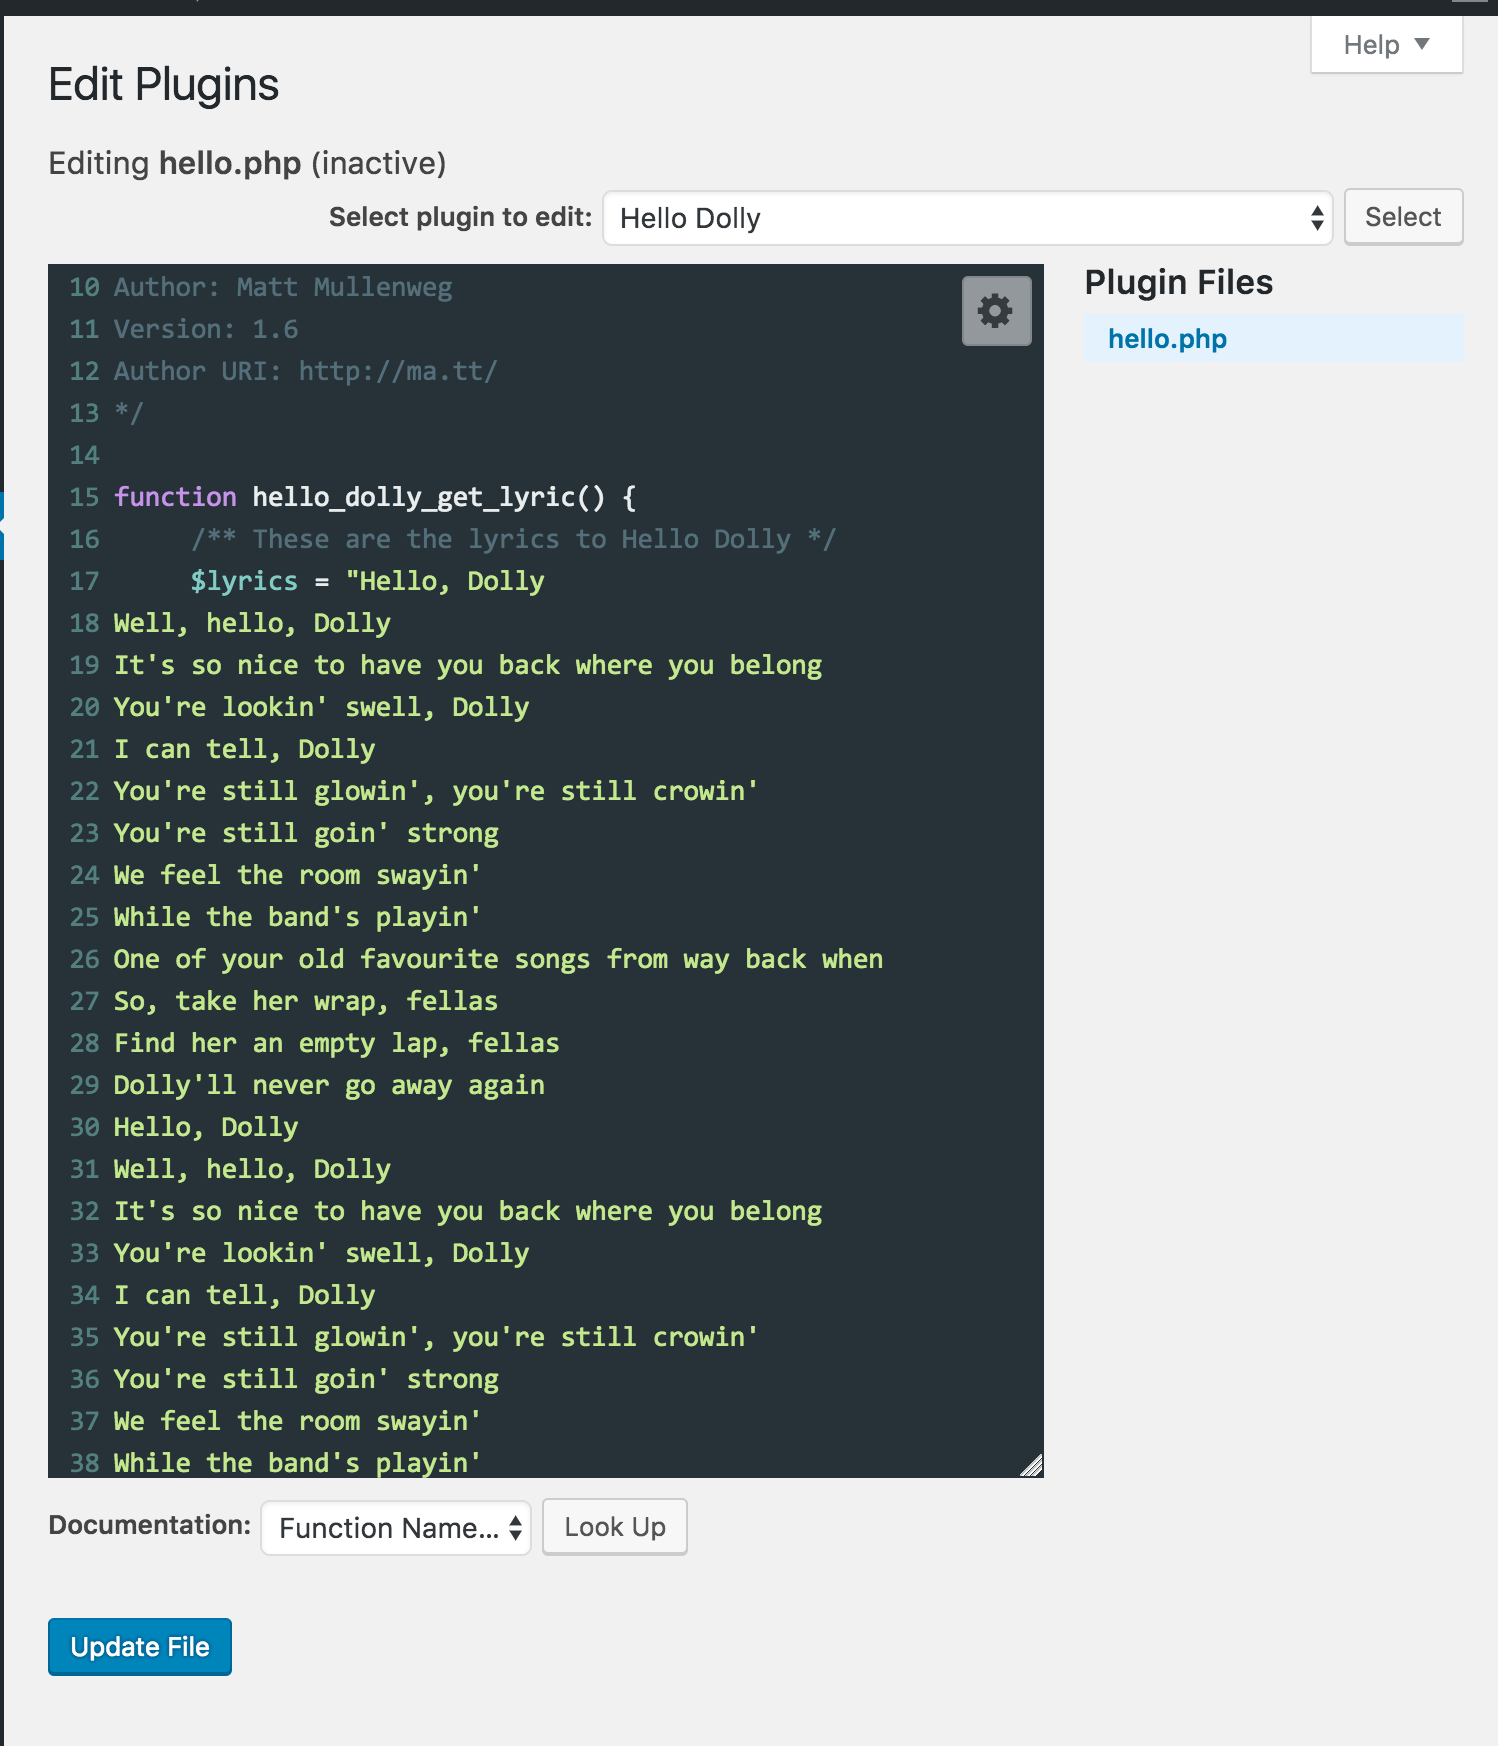 Help ▼
Edit Plugins
Editing hello.php (inactive)
Select plugin to edit: Hello Dolly Select
10 Author: Matt Mullenweg
11 Version: 1.6
12 Author URI: http://ma.tt/
13 */
14
15 function hello_dolly_get_lyric() {
16 /** These are the lyrics to Hello Dolly */
17 $lyrics = "Hello, Dolly
18 Well, hello, Dolly
19 It's so nice to have you back where you belong
20 You're lookin' swell, Dolly
21 I can tell, Dolly
22 You're still glowin', you're still crowin'
23 You're still goin' strong
24 We feel the room swayin'
25 While the band's playin'
26 One of your old favourite songs from way back when
27 So, take her wrap, fellas
28 Find her an empty lap, fellas
29 Dolly'll never go away again
30 Hello, Dolly
31 Well, hello, Dolly
32 It's so nice to have you back where you belong
33 You're lookin' swell, Dolly
34 I can tell, Dolly
35 You're still glowin', you're still crowin'
36 You're still goin' strong
37 We feel the room swayin'
38 While the band's playin'
Plugin Files
hello.php
Documentation: Function Name... Look Up
Update File